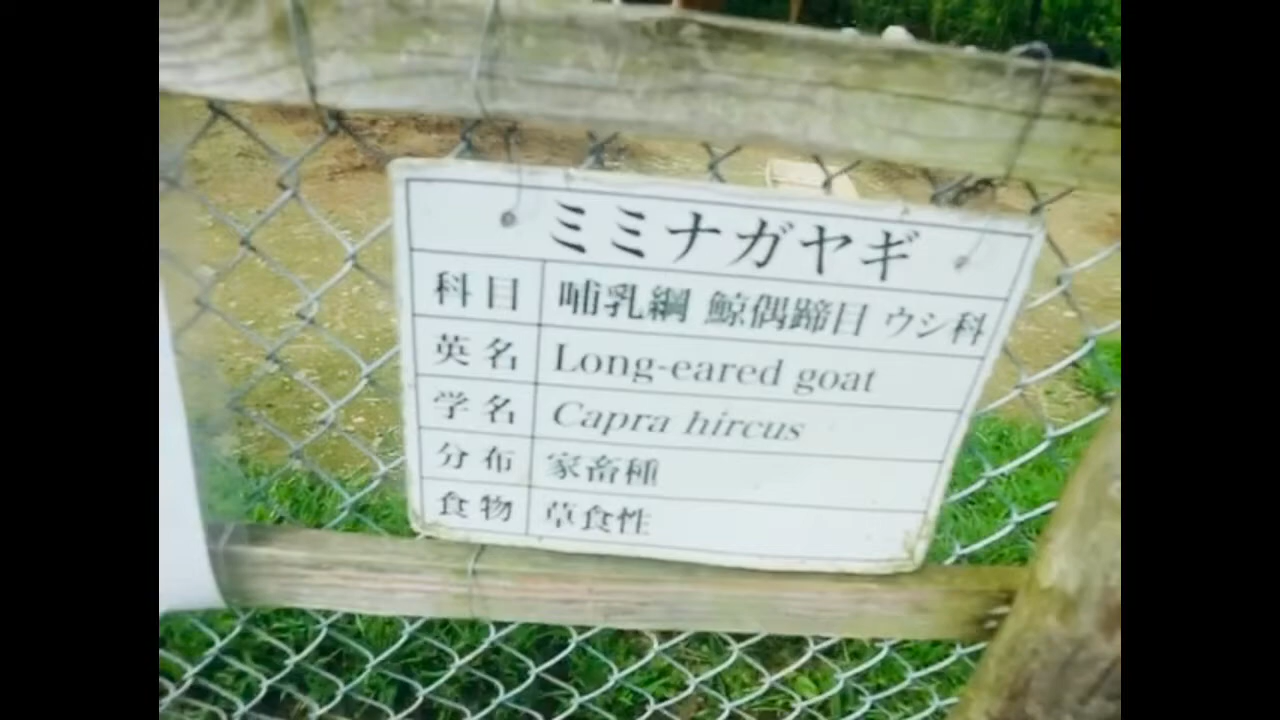 ミミナガヤギ
科目 哺乳綱 鯨偶蹄目 ウシ科
英名 Long-eared goat
学名 Capra hircus
分布 家畜種
食物 草食性